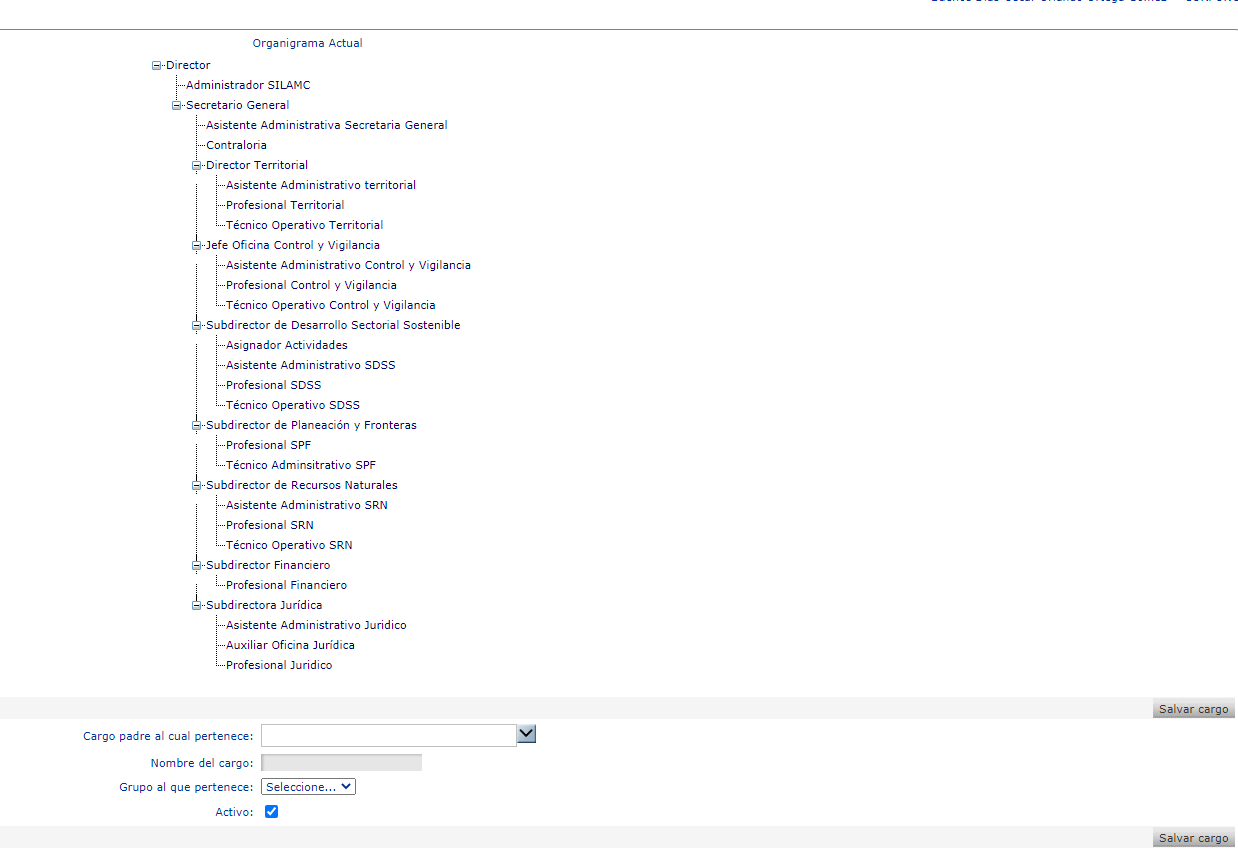 Organigrama Actual
Director
Administrador SILAMC
Secretario General
Asistente Administrativa Secretaria General
Contraloria
Director Territorial
Asistente Administrativo territorial
Profesional Territorial
Técnico Operativo Territorial
Jefe Oficina Control y Vigilancia
Asistente Administrativo Control y Vigilancia
Profesional Control y Vigilancia
Técnico Operativo Control y Vigilancia
Subdirector de Desarrollo Sectorial Sostenible
Asignador Actividades
Asistente Administrativo SDSS
Profesional SDSS
Técnico Operativo SDSS
Subdirector de Planeación y Fronteras
Profesional SPF
Técnico Adminsitrativo SPF
Subdirector de Recursos Naturales
Asistente Administrativo SRN
Profesional SRN
Técnico Operativo SRN
Subdirector Financiero
Profesional Financiero
Subdirectora Jurídica
Asistente Administrativo Juridico
Auxiliar Oficina Jurídica
Profesional Juridico
Salvar cargo
Cargo padre al cual pertenece:
Nombre del cargo:
Grupo al que pertenece: Seleccione...
Activo:
Salvar cargo